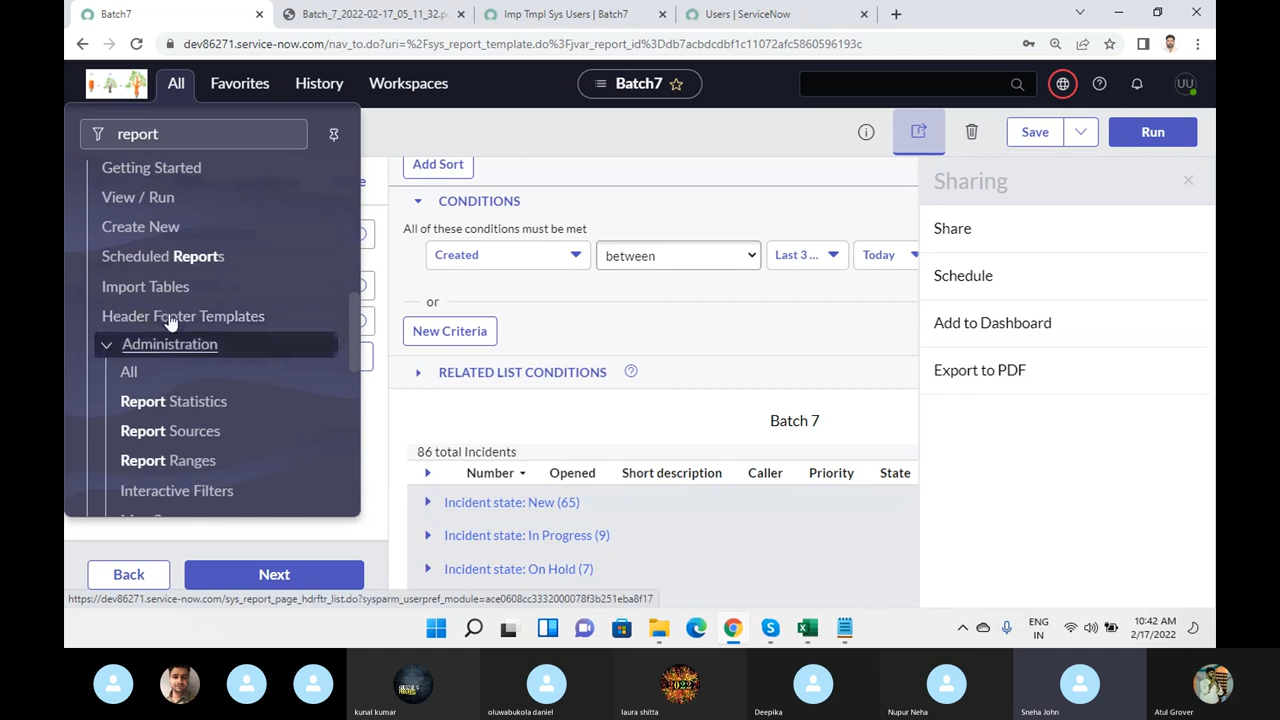 Batch7
Batch_7_2022-02-17_05_11_32.p
Imp Tmpl Sys Users | Batch7
Users | ServiceNow
dev86271.service-now.com/nav_to.do?uri=%2Fsys_report_template.do%3Fjvar_report_id%3Ddb7acbdcdbf1c11072afc5860596193c
All
Favorites
History
Workspaces
Batch7
UU
report
Save
Run
Getting Started
View / Run
Create New
Scheduled Reports
Import Tables
Header Footer Templates
Administration
All
Report Statistics
Report Sources
Report Ranges
Interactive Filters
Back
Next
Add Sort
CONDITIONS
All of these conditions must be met
Created
between
Last 3 ...
Today
or
New Criteria
RELATED LIST CONDITIONS
Batch 7
86 total Incidents
Number
Opened
Short description
Caller
Priority
State
Incident state: New (65)
Incident state: In Progress (9)
Incident state: On Hold (7)
Sharing
Share
Schedule
Add to Dashboard
Export to PDF
https://dev86271.service-now.com/sys_report_page_hdrftr_list.do?sysparm_userpref_module=ace0608cc3332000078f3b251eba8f17
ENG
IN
10:42 AM
2/17/2022
2022
kunal kumar
oluwabukola daniel
laura shitta
Deepika
Nupur Neha
Sneha John
Atul Grover